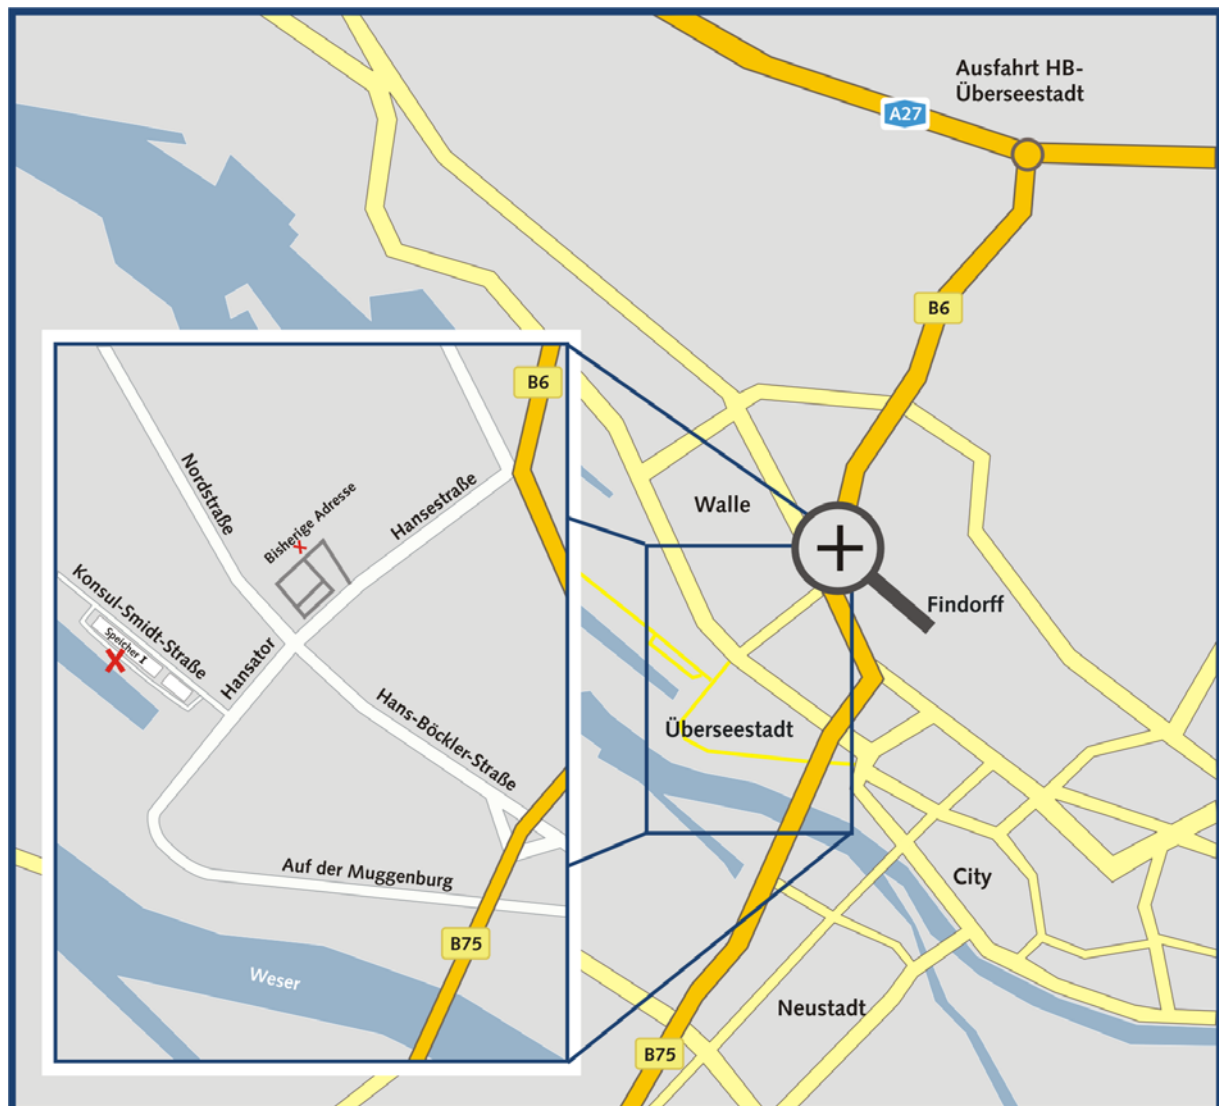 Ausfahrt HB-
Überseestadt
A27
B6
B6
Nordstraße
Bisherige Adresse
Hansestraße
Walle
Konsul-Smidt-Straße
Speicher I
Hansator
Findorff
Hans-Böckler-Straße
Überseestadt
Auf der Muggenburg
City
B75
Weser
Neustadt
B75